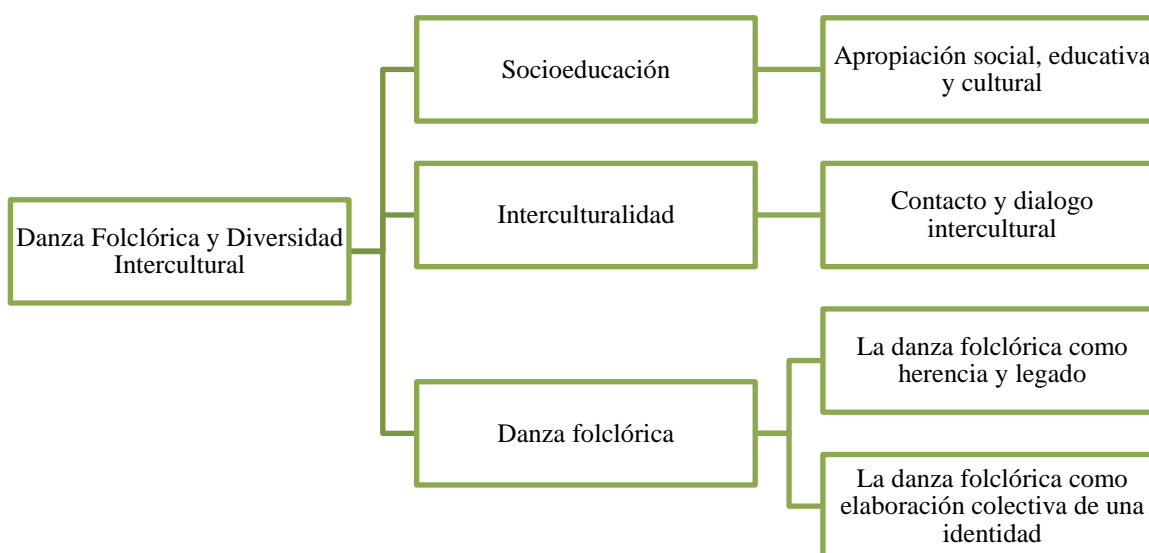 Danza Folclórica y Diversidad
Intercultural
Socioeducación
Apropiación social, educativa
y cultural
Interculturalidad
Contacto y dialogo
intercultural
Danza folclórica
La danza folclórica como
herencia y legado
La danza folclórica como
elaboración colectiva de una
identidad